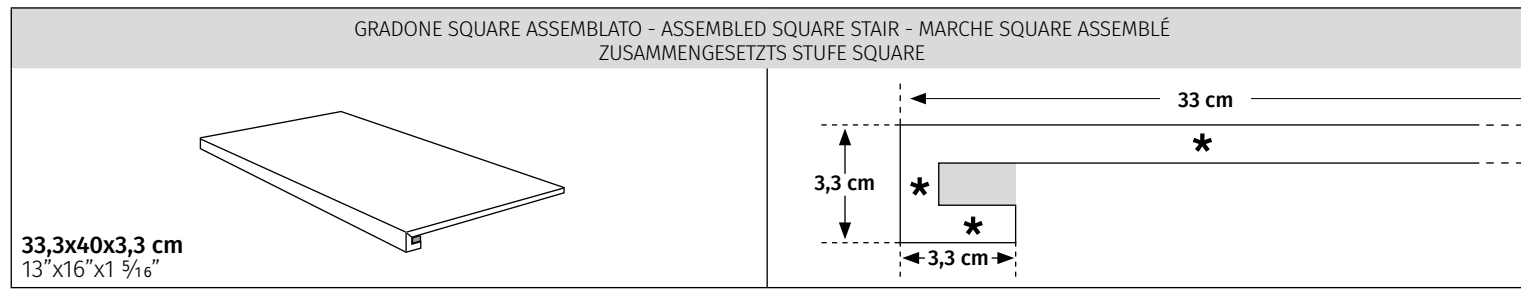 GRADONE SQUARE ASSEMBLATO - ASSEMBLED SQUARE STAIR - MARCHE SQUARE ASSEMBLÉ
ZUSAMMENGESETZTS STUFE SQUARE
33,3x40x3,3 cm
13”x16”x1 5⁄16”
33 cm
*
3,3 cm
*
*
3,3 cm